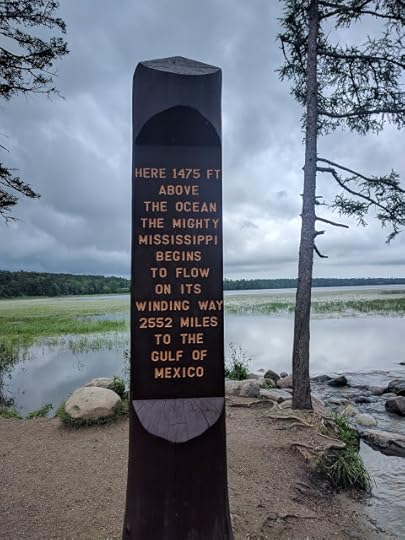 HERE 1475 FT
ABOVE
THE OCEAN
THE MIGHTY
MISSISSIPPI
BEGINS
TO FLOW
ON ITS
WINDING WAY
2552 MILES
TO THE
GULF OF
MEXICO